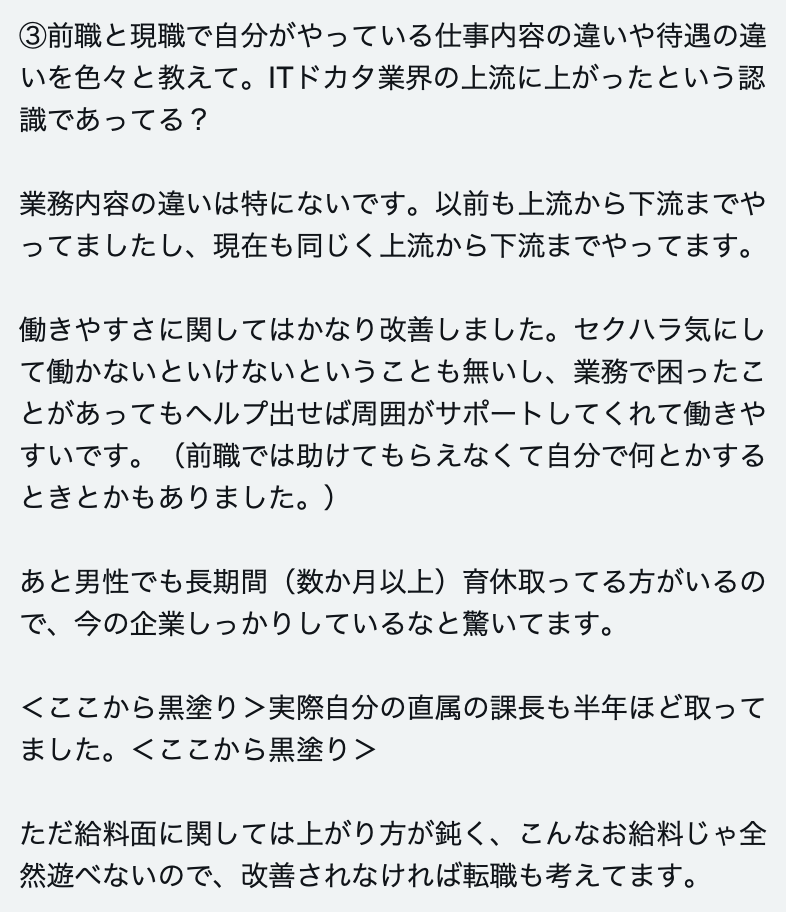 ③前職と現職で自分がやっている仕事内容の違いや待遇の違
いを色々と教えて。ITドカタ業界の上流に上がったという認
識であってる？
業務内容の違いは特にないです。以前も上流から下流までや
ってましたし、現在も同じく上流から下流までやってます。
働きやすさに関してはかなり改善しました。セクハラ気にし
て働かないといけないということも無いし、業務で困ったこ
とがあってもヘルプ出せば周囲がサポートしてくれて働きや
すいです。（前職では助けてもらえなくて自分で何とかする
ときとかもありました。）
あと男性でも長期間（数か月以上）育休取ってる方がいるの
で、今の企業しっかりしているなと驚いてます。
＜ここから黒塗り＞実際自分の直属の課長も半年ほど取って
ました。＜ここから黒塗り＞
ただ給料面に関しては上がり方が鈍く、こんなお給料じゃ全
然遊べないので、改善されなければ転職も考えてます。